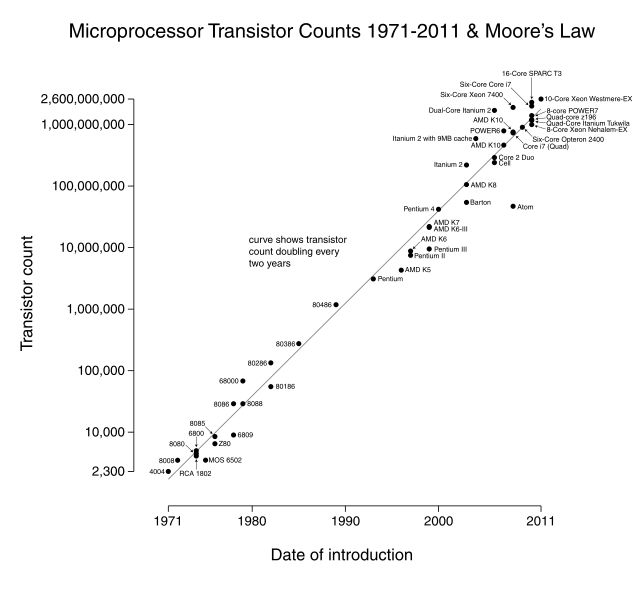 Microprocessor Transistor Counts 1971-2011 & Moore's Law
16-Core SPARC T3
Six-Core Core i7
Six-Core Xeon 7400
2,600,000,000
10-Core Xeon Westmere-EX
Dual-Core Itanium 2
8-core POWER7
Quad-core z196
AMD K10
1,000,000,000
Quad-Core Itanium Tukwila
8-Core Xeon Nehalem-EX
POWER6
Itanium 2 with 9MB cache
Six-Core Opteron 2400
AMD K10
Core i7 (Quad)
Core 2 Duo
Itanium 2
Cell
100,000,000
AMD K8
Pentium 4
Barton
Atom
AMD K7
AMD K6-III
curve shows transistor
count doubling every
two years
AMD K6
10,000,000
Pentium III
Pentium II
AMD K5
Pentium
Transistor count
1,000,000
80486
80386
100,000
80286
68000
80186
8086
8088
8085
10,000
6800
6809
8080
Z80
8008
MOS 6502
2,300
4004
RCA 1802
1971
1980
1990
2000
2011
Date of introduction